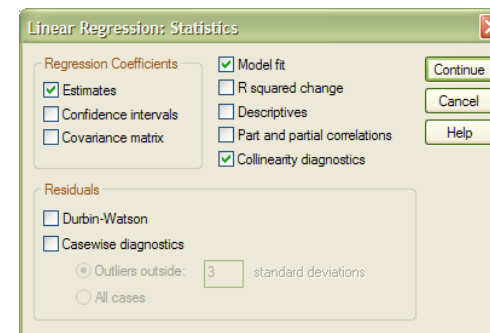 Linear Regression: Statistics
Regression Coefficients
Estimates
Confidence intervals
Covariance matrix
Model fit
R squared change
Descriptives
Part and partial correlations
Collinearity diagnostics
Continue
Cancel
Help
Residuals
Durbin-Watson
Casewise diagnostics
Outliers outside: 3 standard deviations
All cases